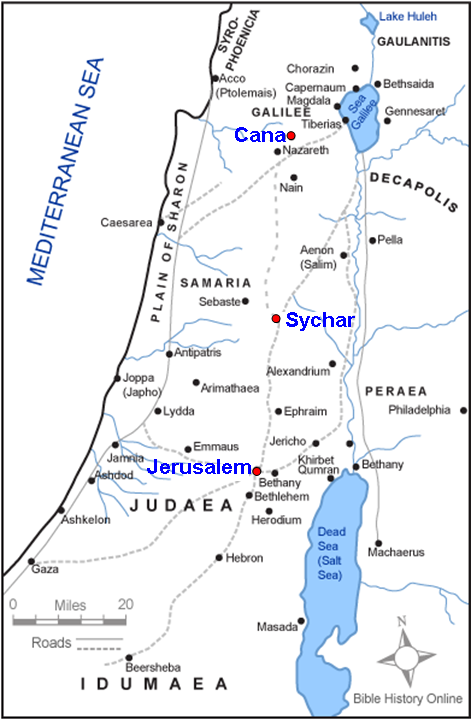 Lake Huleh
SYRO-
PHOENICIA
GAULANITIS
MEDITERRANEAN SEA
Chorazin
Acco
(Ptolemais)
Capernaum
Bethsaida
Magdala
Sea
Galilee
GALILEE
Tiberias
Gennesaret
Cana
Nazareth
Nain
DECAPOLIS
PLAIN OF SHARON
Caesarea
Aenon
(Salim)
Pella
SAMARIA
Sebaste
Sychar
Antipatris
Alexandrium
Joppa
(Japho)
Arimathaea
PERAEA
Lydda
Ephraim
Philadelphia
Jamnia
Emmaus
Jericho
Khirbet
Qumran
Bethany
Ashdod
Jerusalem
Bethany
Bethlehem
JUDAEA
Herodium
Ashkelon
Dead
Sea
(Salt
Sea)
Machaerus
Hebron
Gaza
0 Miles 20
Roads
Masada
N
Beersheba
IDUMAEA
Bible History Online